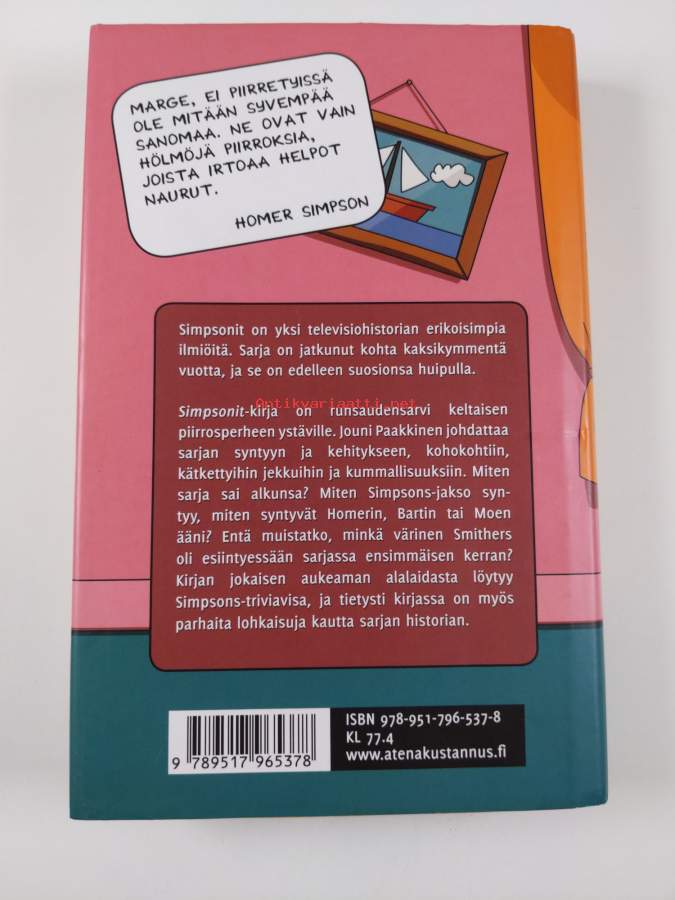 MARGE, EI PIIRRETYISSÄ
OLE MITÄÄN SYVEMPÄÄ
SANOMAA. NE OVAT VAIN
HÖLMÖJÄ PIIRROKSIA,
JOISTA IRTOAA HELPOT
NAURUT.
HOMER SIMPSON
Simpsonit on yksi televisiohistorian erikoisimpia
ilmiöitä. Sarja on jatkunut kohta kaksikymmentä
vuotta, ja se on edelleen suosionsa huipulla.
Antikvariaatti.net
Simpsonit-kirja on runsaudensarvi keltaisen
piirrosperheen ystäville. Jouni Paakkinen johdattaa
sarjan syntyyn ja kehitykseen, kohokohtiin,
kätkettyihin jekkuihin ja kummallisuuksiin. Miten
sarja sai alkunsa? Miten Simpsons-jakso syn-
tyy, miten syntyvät Homerin, Bartin tai Moen
ääni? Entä muistatko, minkä värinen Smithers
oli esiintyessään sarjassa ensimmäisen kerran?
Kirjan jokaisen aukeaman alalaidasta löytyy
Simpsons-triviavisa, ja tietysti kirjassa on myös
parhaita lohkaisuja kautta sarjan historian.
ISBN 978-951-796-537-8
KL 77.4
www.atenakustannus.fi
9 789517 965378